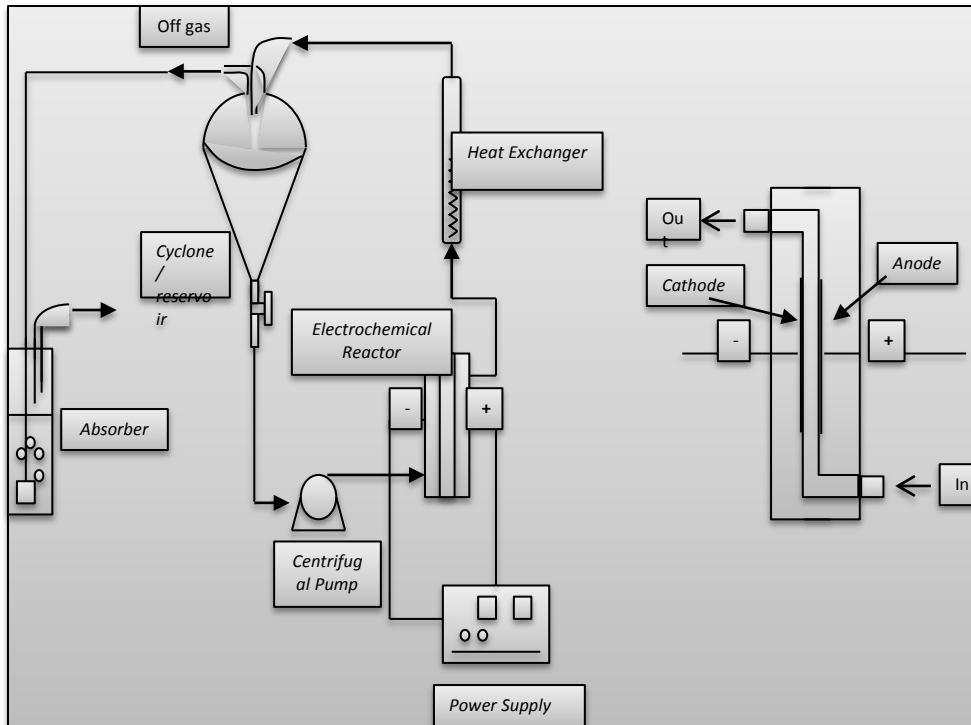 Off gas
Heat Exchanger
Cyclone
/
reservo
ir
Electrochemical
Reactor
-
+
Absorber
Centrifug
al Pump
Power Supply
Ou
t
Cathode
Anode
-
+
In